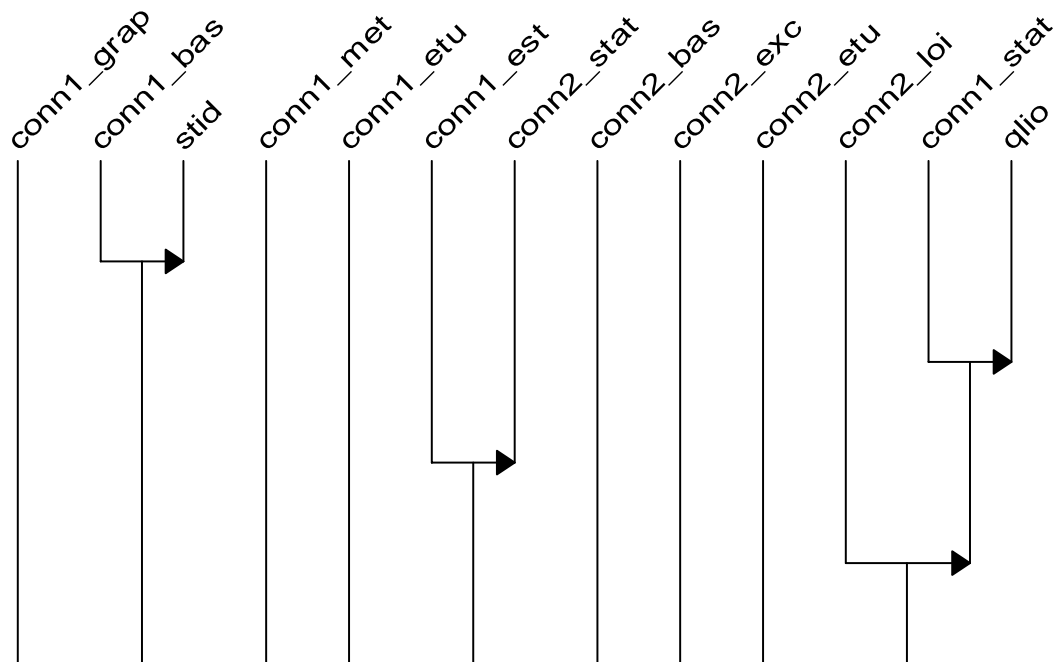 conn1_grap
conn1_bas
stid
conn1_met
conn1_etu
conn1_est
conn2_stat
conn2_bas
conn2_exc
conn2_etu
conn2_loi
conn1_stat
qlio